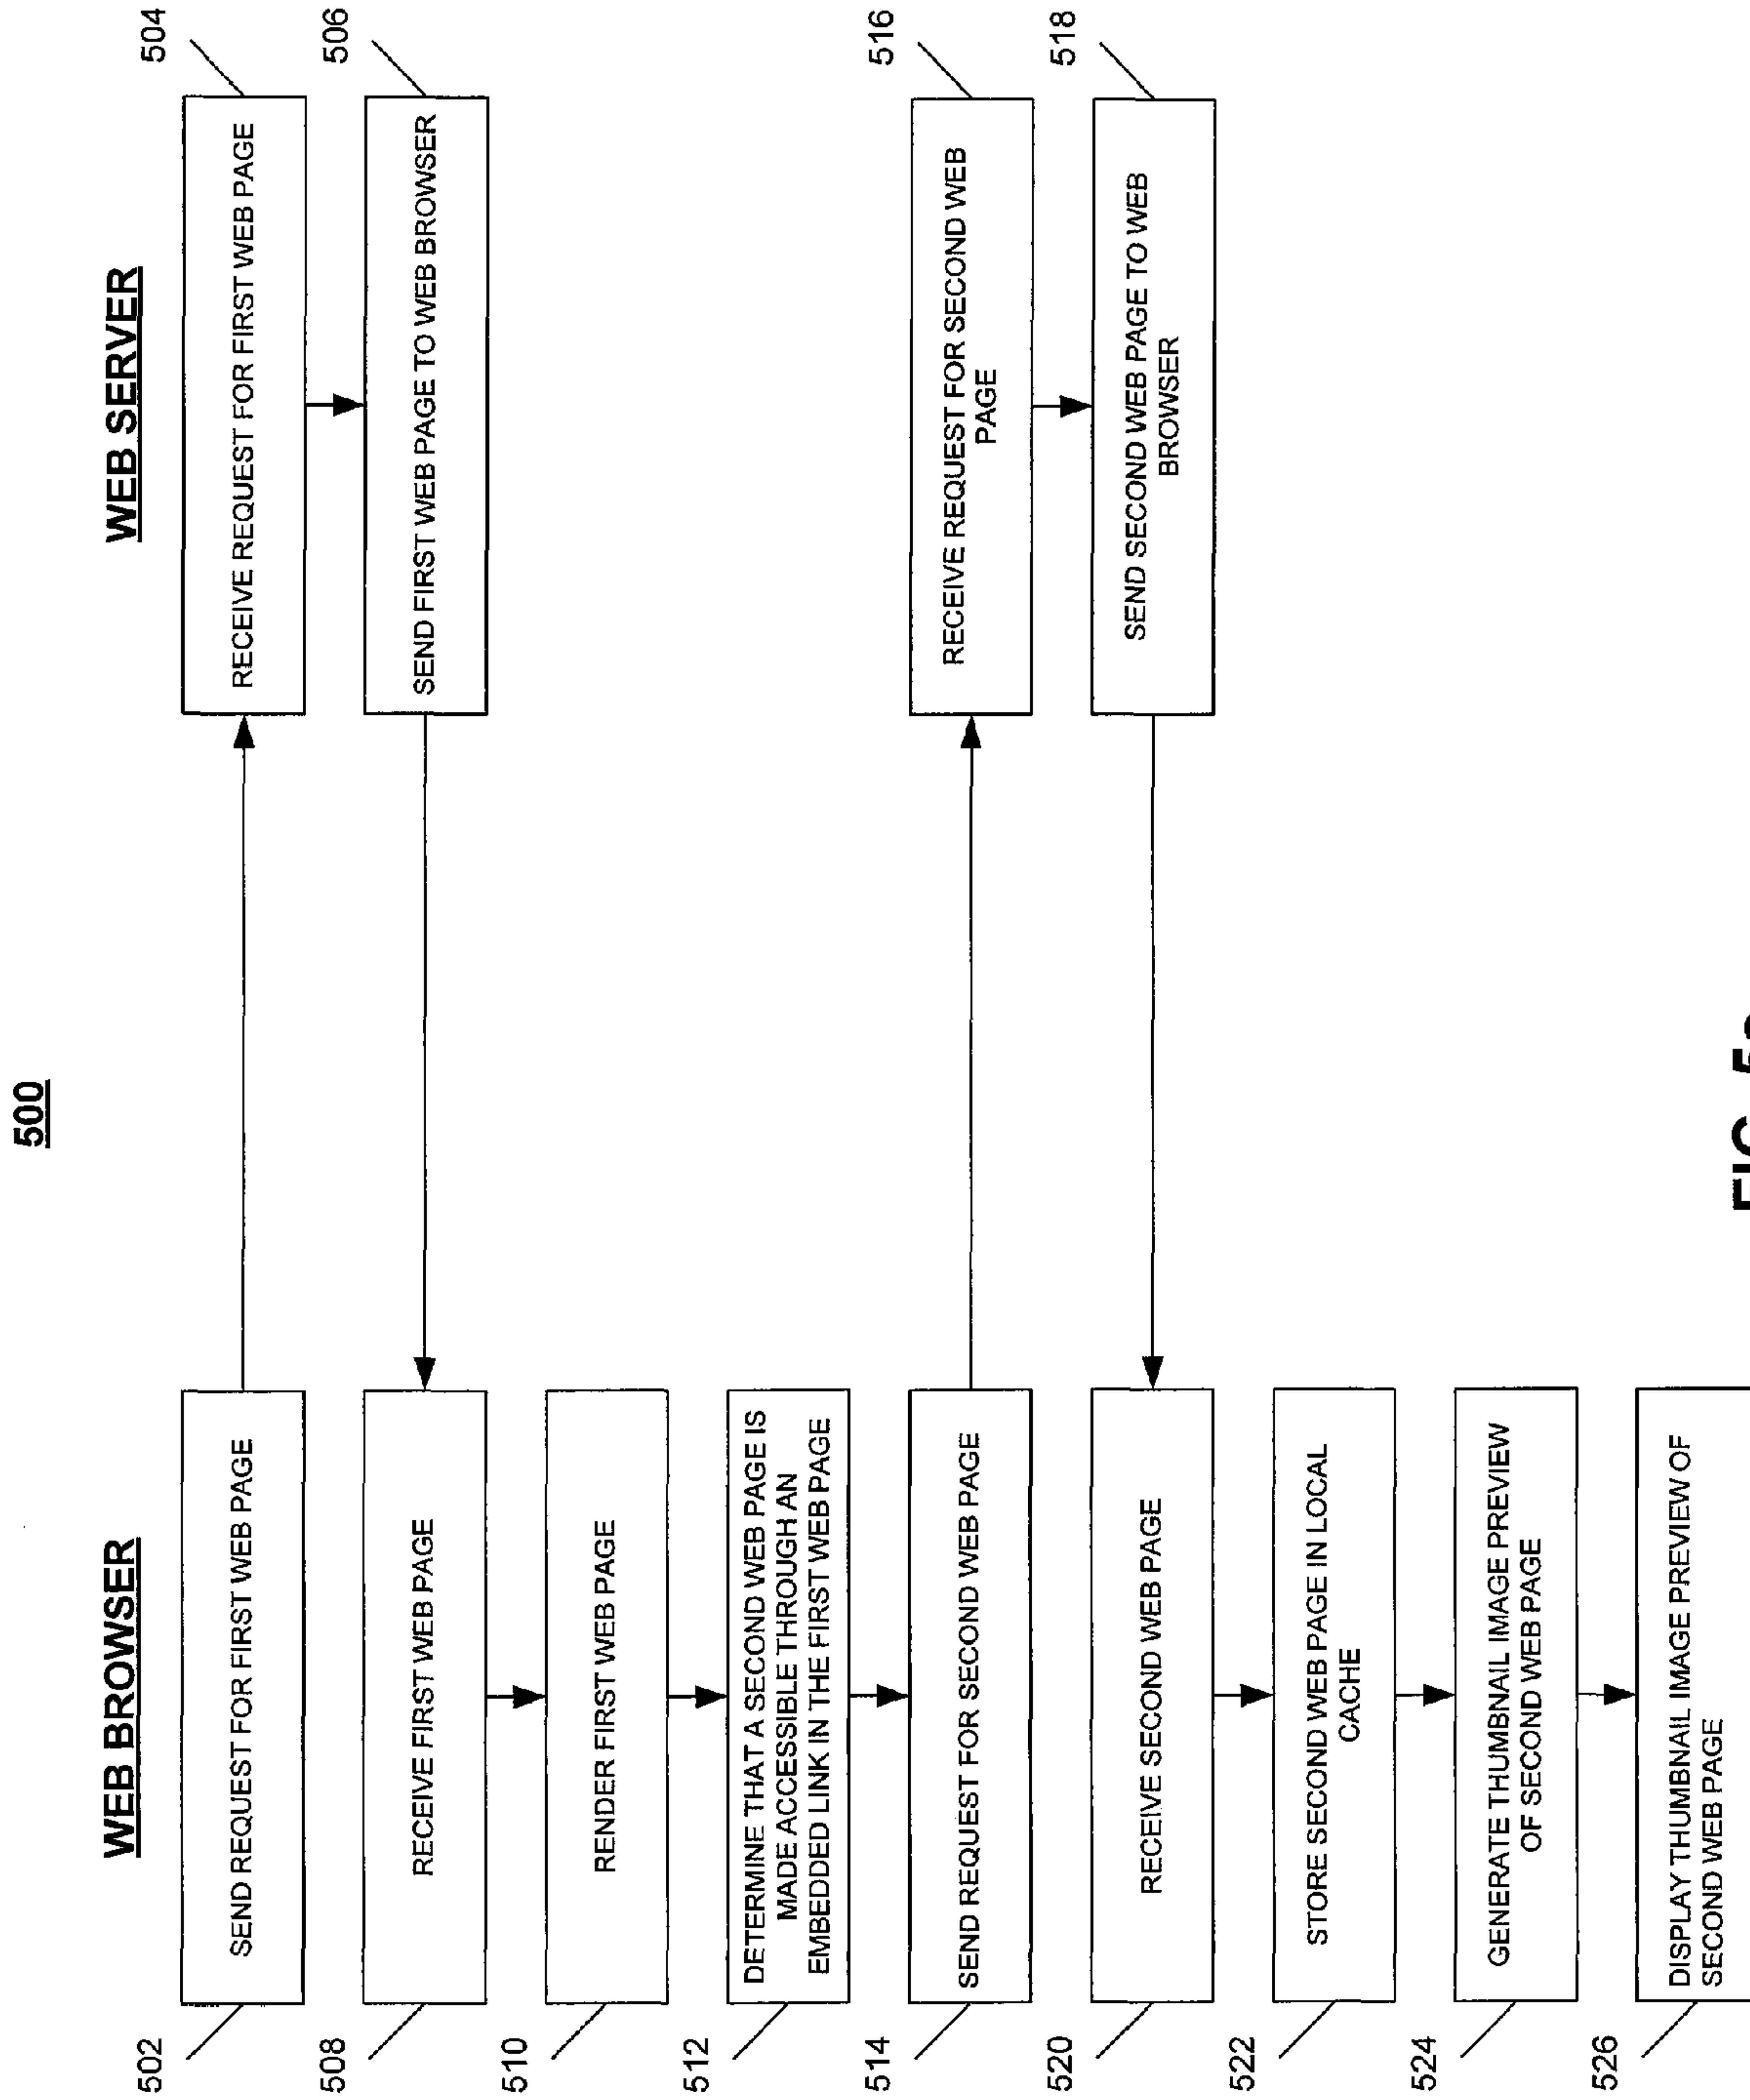 500
WEB BROWSER
WEB SERVER
502
SEND REQUEST FOR FIRST WEB PAGE
504
RECEIVE REQUEST FOR FIRST WEB PAGE
506
SEND FIRST WEB PAGE TO WEB BROWSER
508
RECEIVE FIRST WEB PAGE
510
RENDER FIRST WEB PAGE
512
DETERMINE THAT A SECOND WEB PAGE IS
MADE ACCESSIBLE THROUGH AN
EMBEDDED LINK IN THE FIRST WEB PAGE
514
SEND REQUEST FOR SECOND WEB PAGE
516
RECEIVE REQUEST FOR SECOND WEB
PAGE
518
SEND SECOND WEB PAGE TO WEB
BROWSER
520
RECEIVE SECOND WEB PAGE
522
STORE SECOND WEB PAGE IN LOCAL
CACHE
524
GENERATE THUMBNAIL IMAGE PREVIEW
OF SECOND WEB PAGE
526
DISPLAY THUMBNAIL IMAGE PREVIEW OF
SECOND WEB PAGE